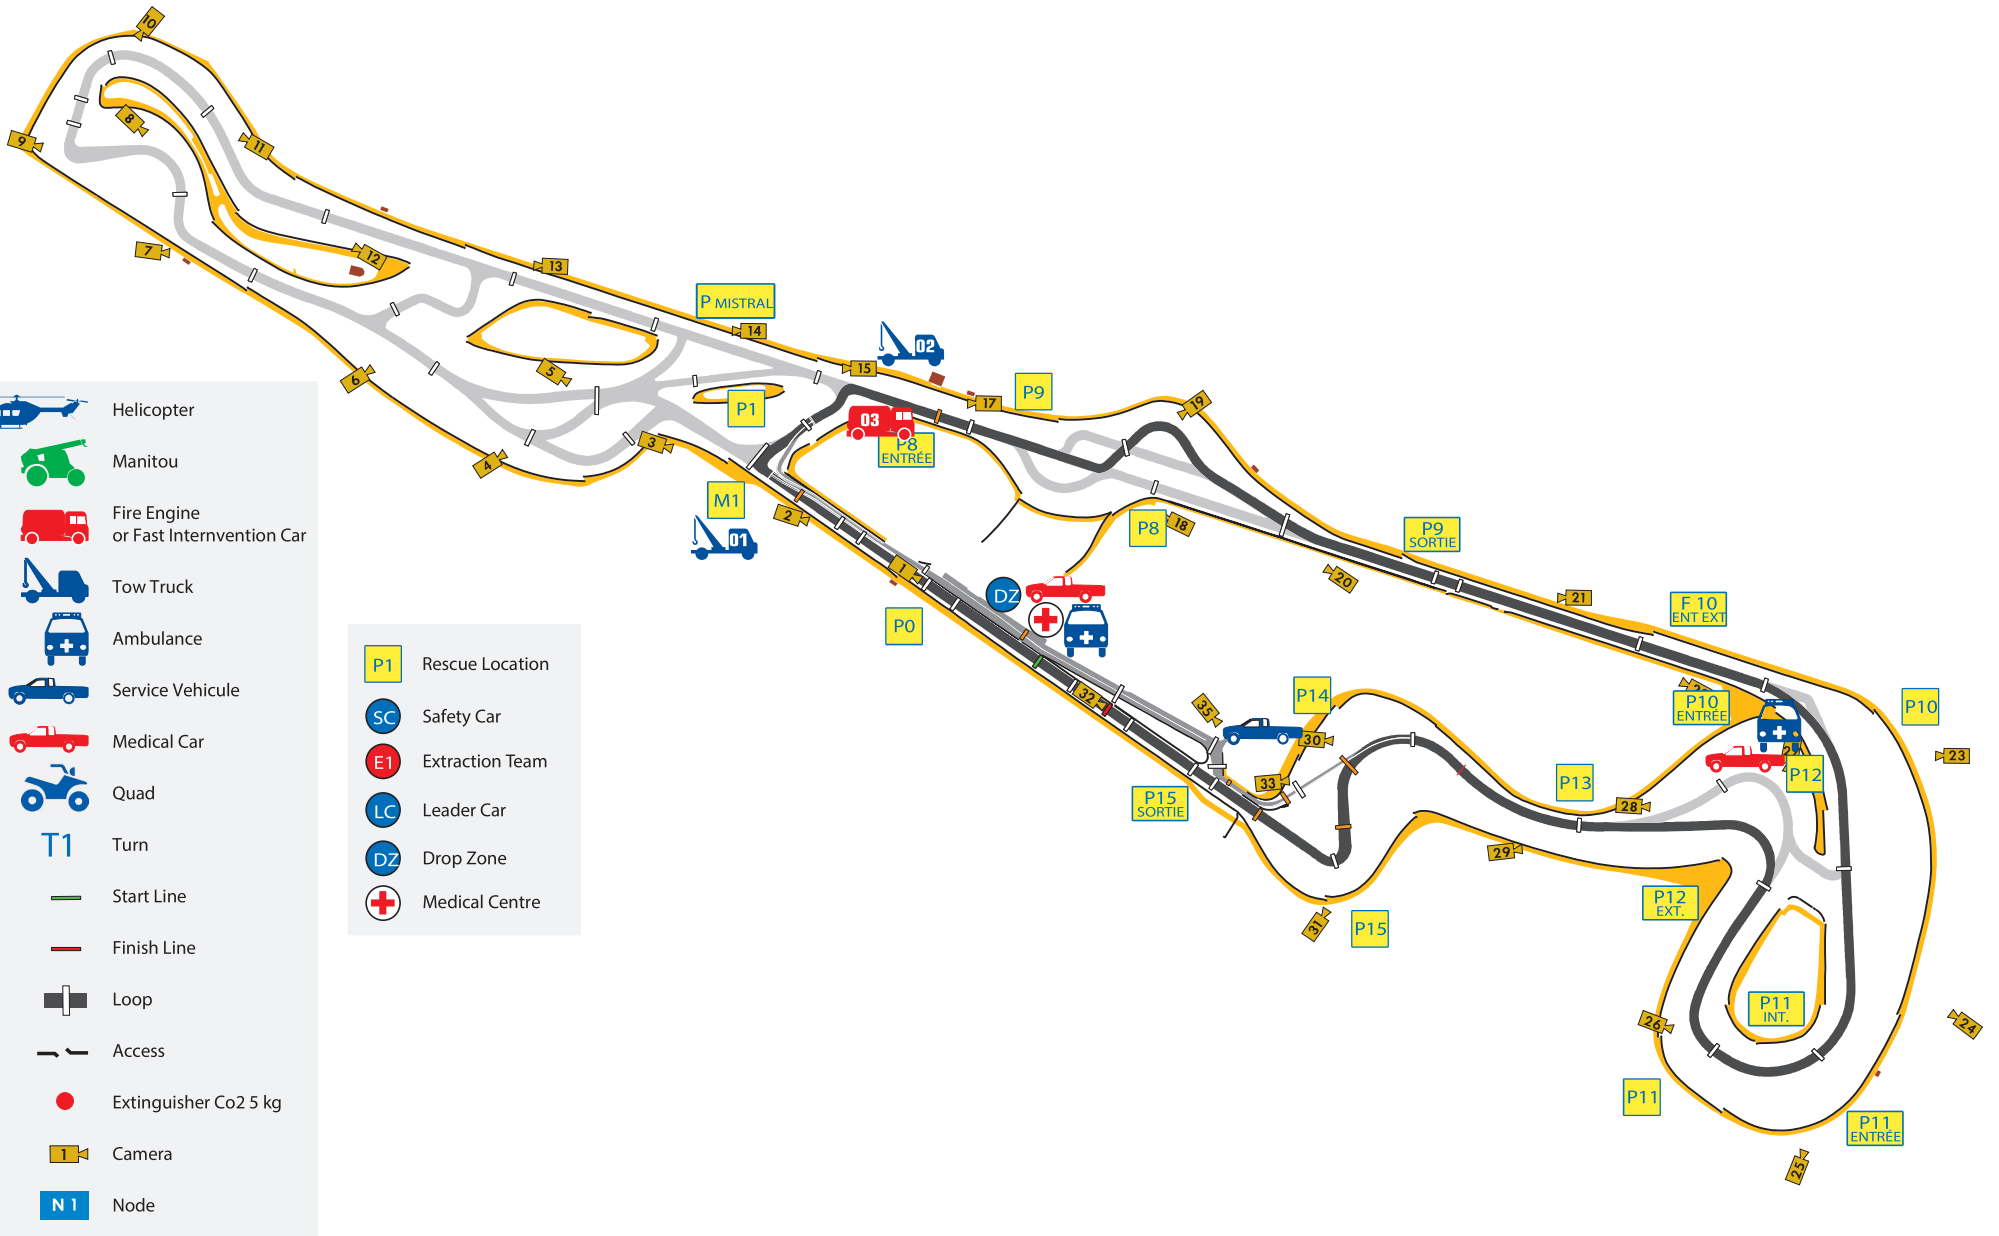 10
9
8
11
7
12
13
P MISTRAL
14
02
15
17
P9
19
6
5
P1
03
P8
ENTRÉE
3
4
M1
2
01
P8
18
P9
SORTIE
20
21
F 10
ENT EXT
1
DZ
P0
32
35
P14
30
33
P15
SORTIE
P10
ENTRÉE
P10
23
P12
P13
28
29
P12
EXT.
31
P15
P11
INT.
26
24
P11
P11
ENTRÉE
25
Helicopter
Manitou
Fire Engine
or Fast Internvention Car
Tow Truck
Ambulance
Service Vehicule
Medical Car
Quad
T1 Turn
Start Line
Finish Line
Loop
Access
Extinguisher Co2 5 kg
1 Camera
N 1 Node
P1 Rescue Location
SC Safety Car
E1 Extraction Team
LC Leader Car
DZ Drop Zone
Medical Centre